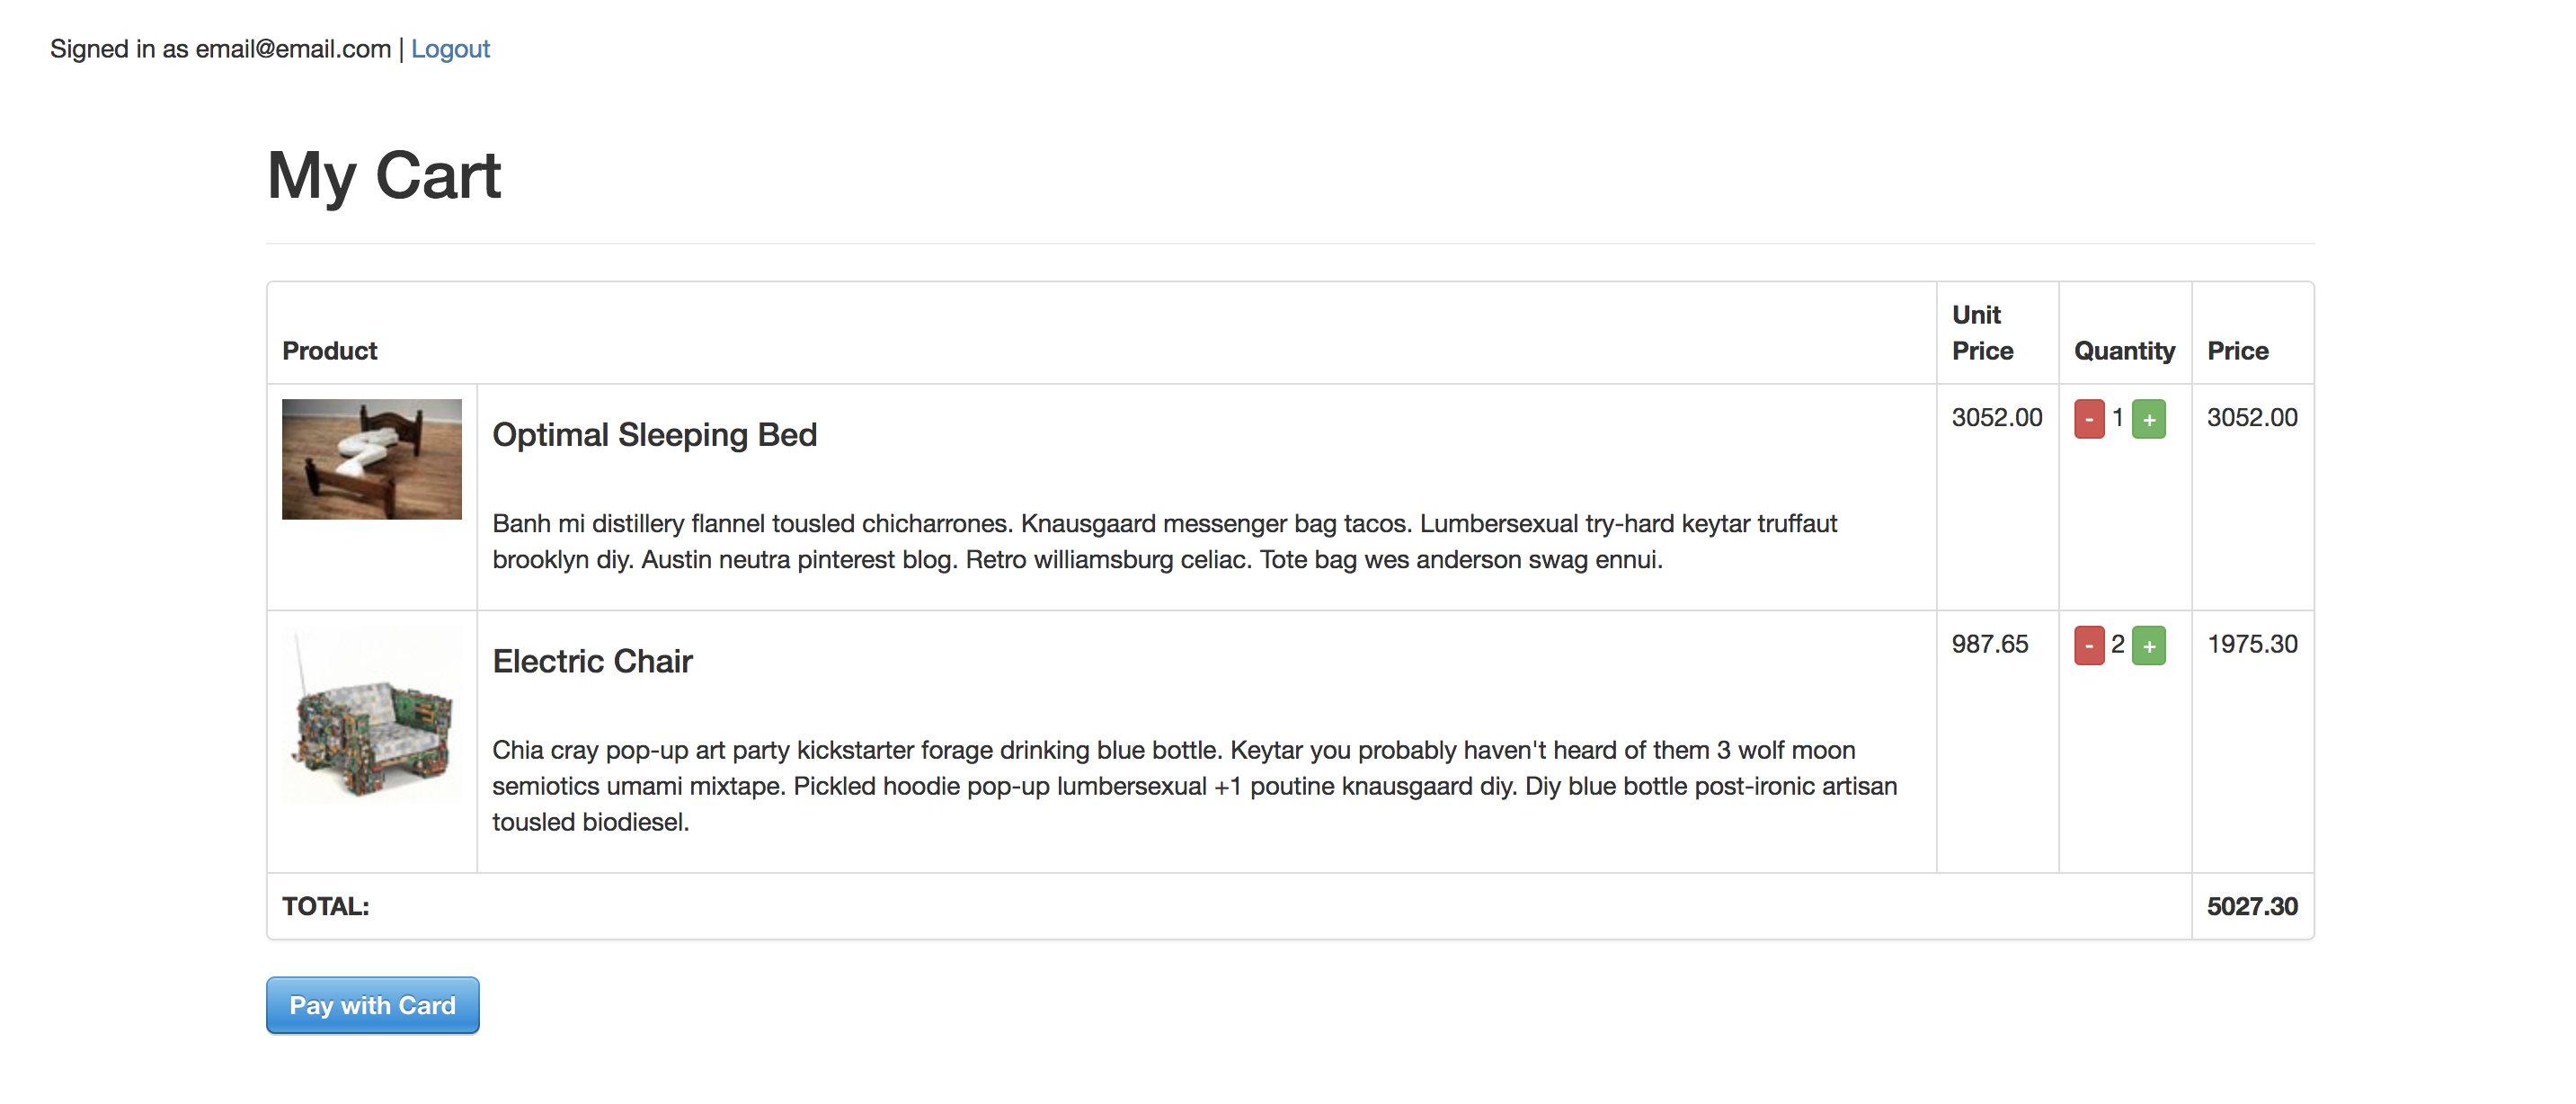 Signed in as email@email.com | Logout
My Cart
Product
Unit
Price
Quantity
Price
Optimal Sleeping Bed
3052.00
- 1 +
3052.00
Banh mi distillery flannel tousled chicharrones. Knausgaard messenger bag tacos. Lumbersexual try-hard keytar truffaut
brooklyn diy. Austin neutra pinterest blog. Retro williamsburg celiac. Tote bag wes anderson swag ennui.
Electric Chair
987.65
- 2 +
1975.30
Chia cray pop-up art party kickstarter forage drinking blue bottle. Keytar you probably haven't heard of them 3 wolf moon
semiotics umami mixtape. Pickled hoodie pop-up lumbersexual +1 poutine knausgaard diy. Diy blue bottle post-ironic artisan
tousled biodiesel.
TOTAL:
5027.30
Pay with Card